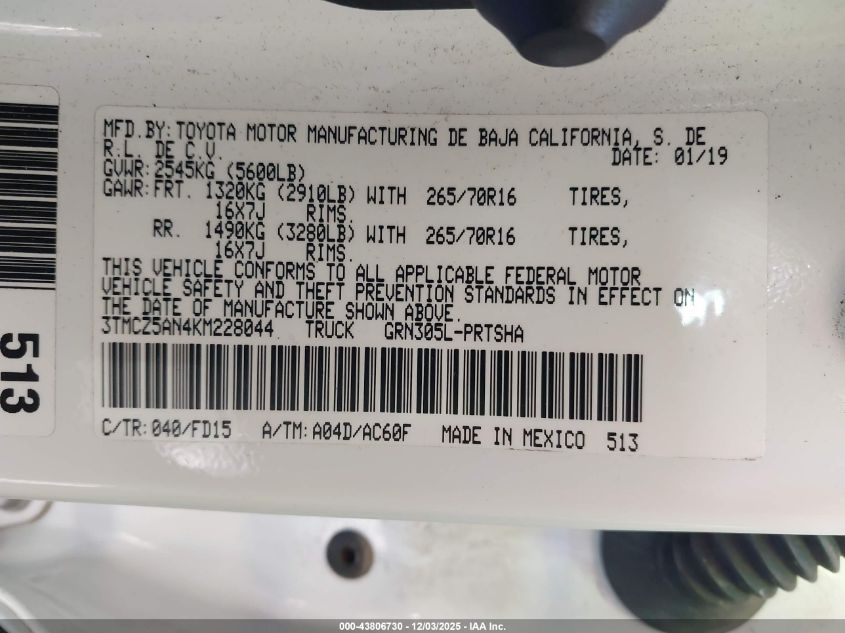 MFD.BY:TOYOTA MOTOR MANUFACTURING DE BAJA CALIFORNIA, S. DE
R.L. DE C.V. DATE: 01/19
GVWR:2545KG (5600LB)
GAWR:FRT. 1320KG (2910LB) WITH 265/70R16 TIRES,
16X7J RIMS.
RR. 1490KG (3280LB) WITH 265/70R16 TIRES,
16X7J RIMS.
THIS VEHICLE CONFORMS TO ALL APPLICABLE FEDERAL MOTOR
VEHICLE SAFETY AND THEFT PREVENTION STANDARDS IN EFFECT ON
THE DATE OF MANUFACTURE SHOWN ABOVE.
3TMCZ5AN4KM228044 TRUCK GRN305L-PRTSHA
C/TR:040/FD15 A/TM:A04D/AC60F MADE IN MEXICO 513
513
000-43806730 - 12/03/2025 - IAA Inc.